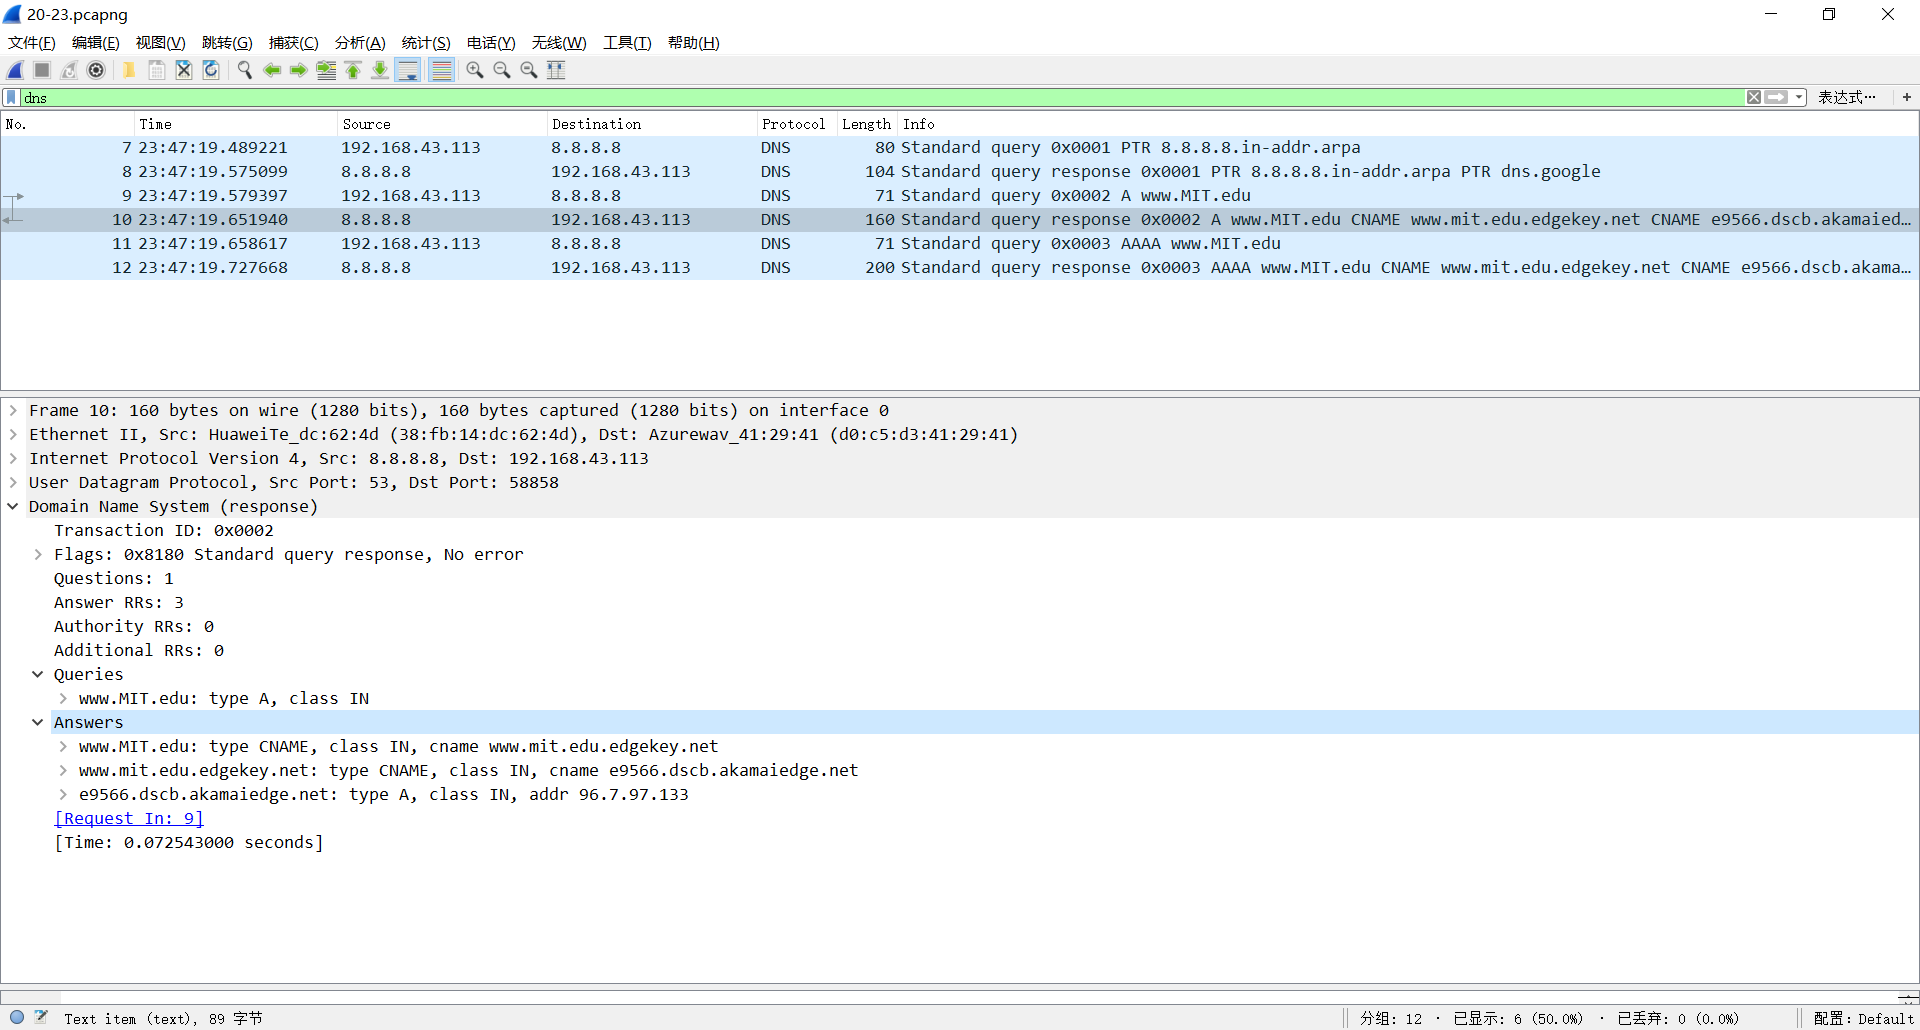 20-23.pcapng
文件(F) 编辑(E) 视图(V) 跳转(G) 捕获(C) 分析(A) 统计(S) 电话(Y) 无线(W) 工具(T) 帮助(H)
dns 表达式… +
No. Time Source Destination Protocol Length Info
7 23:47:19.489221 192.168.43.113 8.8.8.8 DNS 80 Standard query 0x0001 PTR 8.8.8.8.in-addr.arpa
8 23:47:19.575099 8.8.8.8 192.168.43.113 DNS 104 Standard query response 0x0001 PTR 8.8.8.8.in-addr.arpa PTR dns.google
9 23:47:19.579397 192.168.43.113 8.8.8.8 DNS 71 Standard query 0x0002 A www.MIT.edu
10 23:47:19.651940 8.8.8.8 192.168.43.113 DNS 160 Standard query response 0x0002 A www.MIT.edu CNAME www.mit.edu.edgekey.net CNAME e9566.dscb.akamaied…
11 23:47:19.658617 192.168.43.113 8.8.8.8 DNS 71 Standard query 0x0003 AAAA www.MIT.edu
12 23:47:19.727668 8.8.8.8 192.168.43.113 DNS 200 Standard query response 0x0003 AAAA www.MIT.edu CNAME www.mit.edu.edgekey.net CNAME e9566.dscb.akama…
Frame 10: 160 bytes on wire (1280 bits), 160 bytes captured (1280 bits) on interface 0
Ethernet II, Src: HuaweiTe_dc:62:4d (38:fb:14:dc:62:4d), Dst: Azurewav_41:29:41 (d0:c5:d3:41:29:41)
Internet Protocol Version 4, Src: 8.8.8.8, Dst: 192.168.43.113
User Datagram Protocol, Src Port: 53, Dst Port: 58858
Domain Name System (response)
Transaction ID: 0x0002
Flags: 0x8180 Standard query response, No error
Questions: 1
Answer RRs: 3
Authority RRs: 0
Additional RRs: 0
Queries
www.MIT.edu: type A, class IN
Answers
www.MIT.edu: type CNAME, class IN, cname www.mit.edu.edgekey.net
www.mit.edu.edgekey.net: type CNAME, class IN, cname e9566.dscb.akamaiedge.net
e9566.dscb.akamaiedge.net: type A, class IN, addr 96.7.97.133
[Request In: 9]
[Time: 0.072543000 seconds]
Text item (text), 89 字节 分组: 12 · 已显示: 6 (50.0%) · 已丢弃: 0 (0.0%) 配置: Default